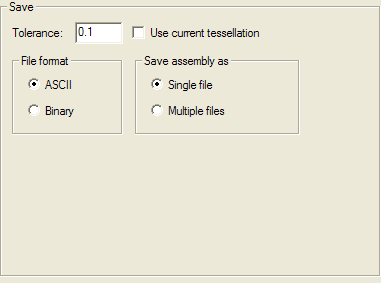 Save
Tolerance: 0.1 Use current tessellation
File format Save assembly as
ASCII Single file
Binary Multiple files